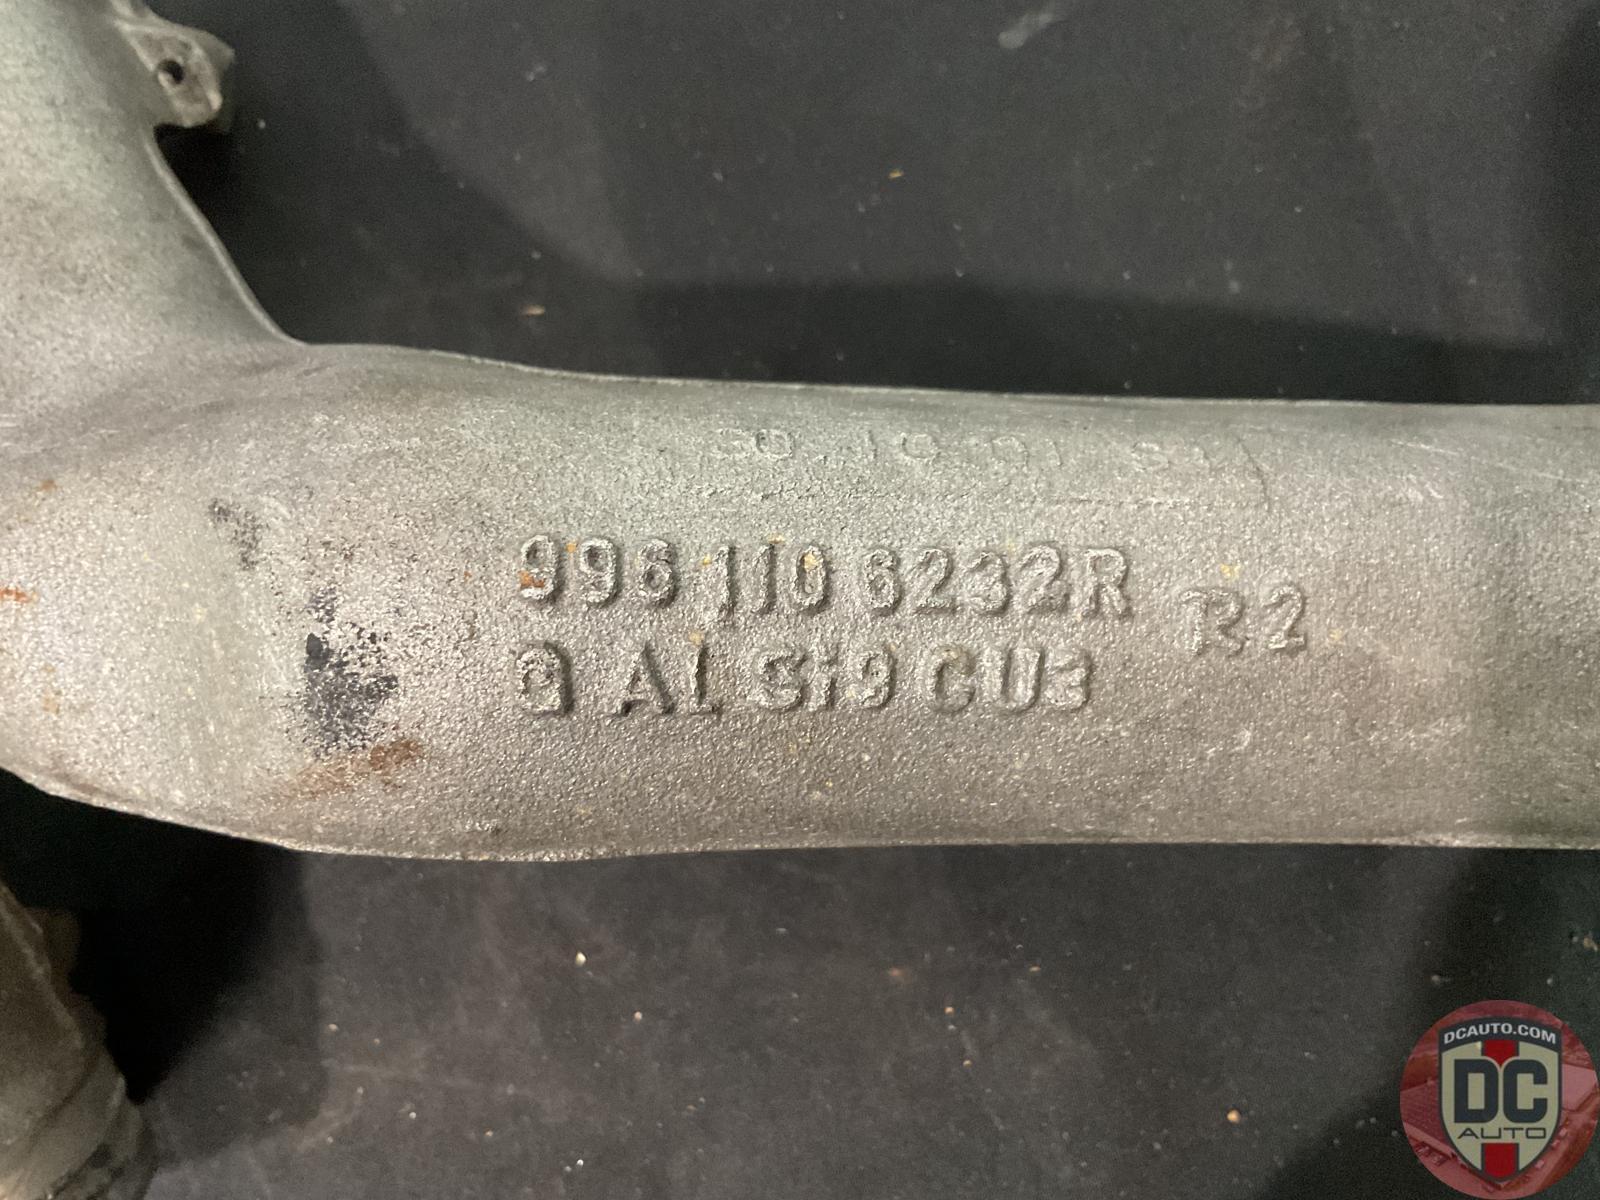 996 110 6232R R2
G AL Si9 CU3
DCAUTO.COM
DC
AUTO